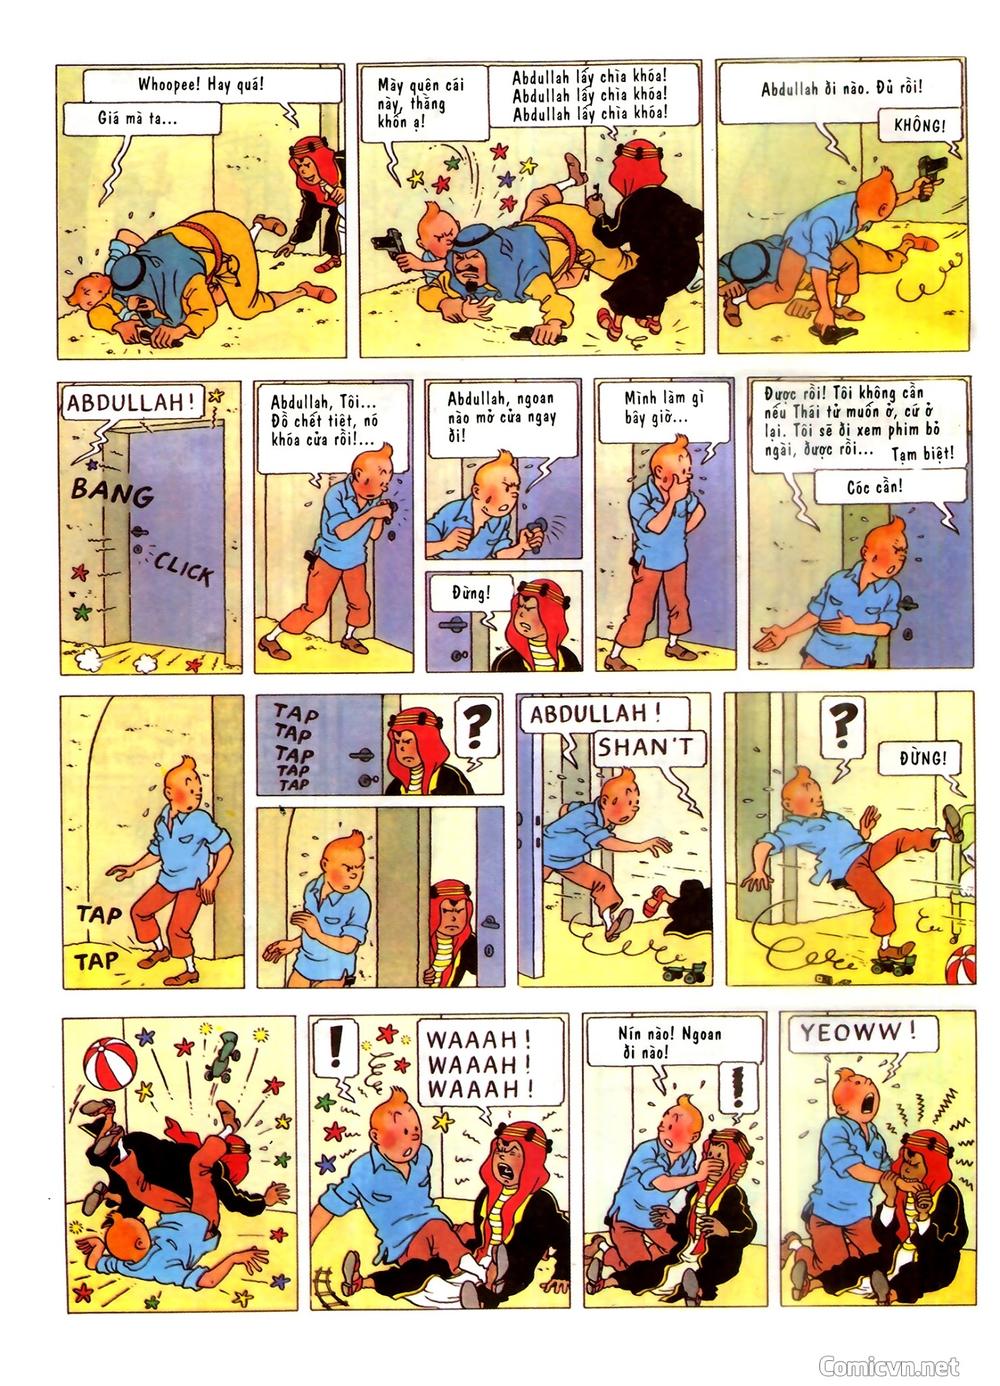 Whoopee! Hay quá!
Giá mà ta...
Mày quên cái
này, thằng
khốn ạ!
Abdullah lấy chìa khóa!
Abdullah lấy chìa khóa!
Abdullah lấy chìa khóa!
Abdullah đi nào. Đủ rồi!
KHÔNG!
ABDULLAH!
BANG
CLICK
Abdullah, Tôi...
Đồ chết tiệt, nó
khóa cửa rồi!...
Abdullah, ngoan
nào mở cửa ngay
đi!
Đừng!
Mình làm gì
bây giờ...
Được rồi! Tôi không cần
nếu Thái tử muốn ở, cứ ở
lại. Tôi sẽ đi xem phim bỏ
ngài, được rồi... Tạm biệt!
Cóc cần!
TAP
TAP
TAP
TAP
TAP
TAP
TAP
?
ABDULLAH!
SHAN'T
?
ĐỪNG!
!
WAAAH!
WAAAH!
WAAAH!
Nín nào! Ngoan
đi nào!
!
YEOWW!
Comicvn.net